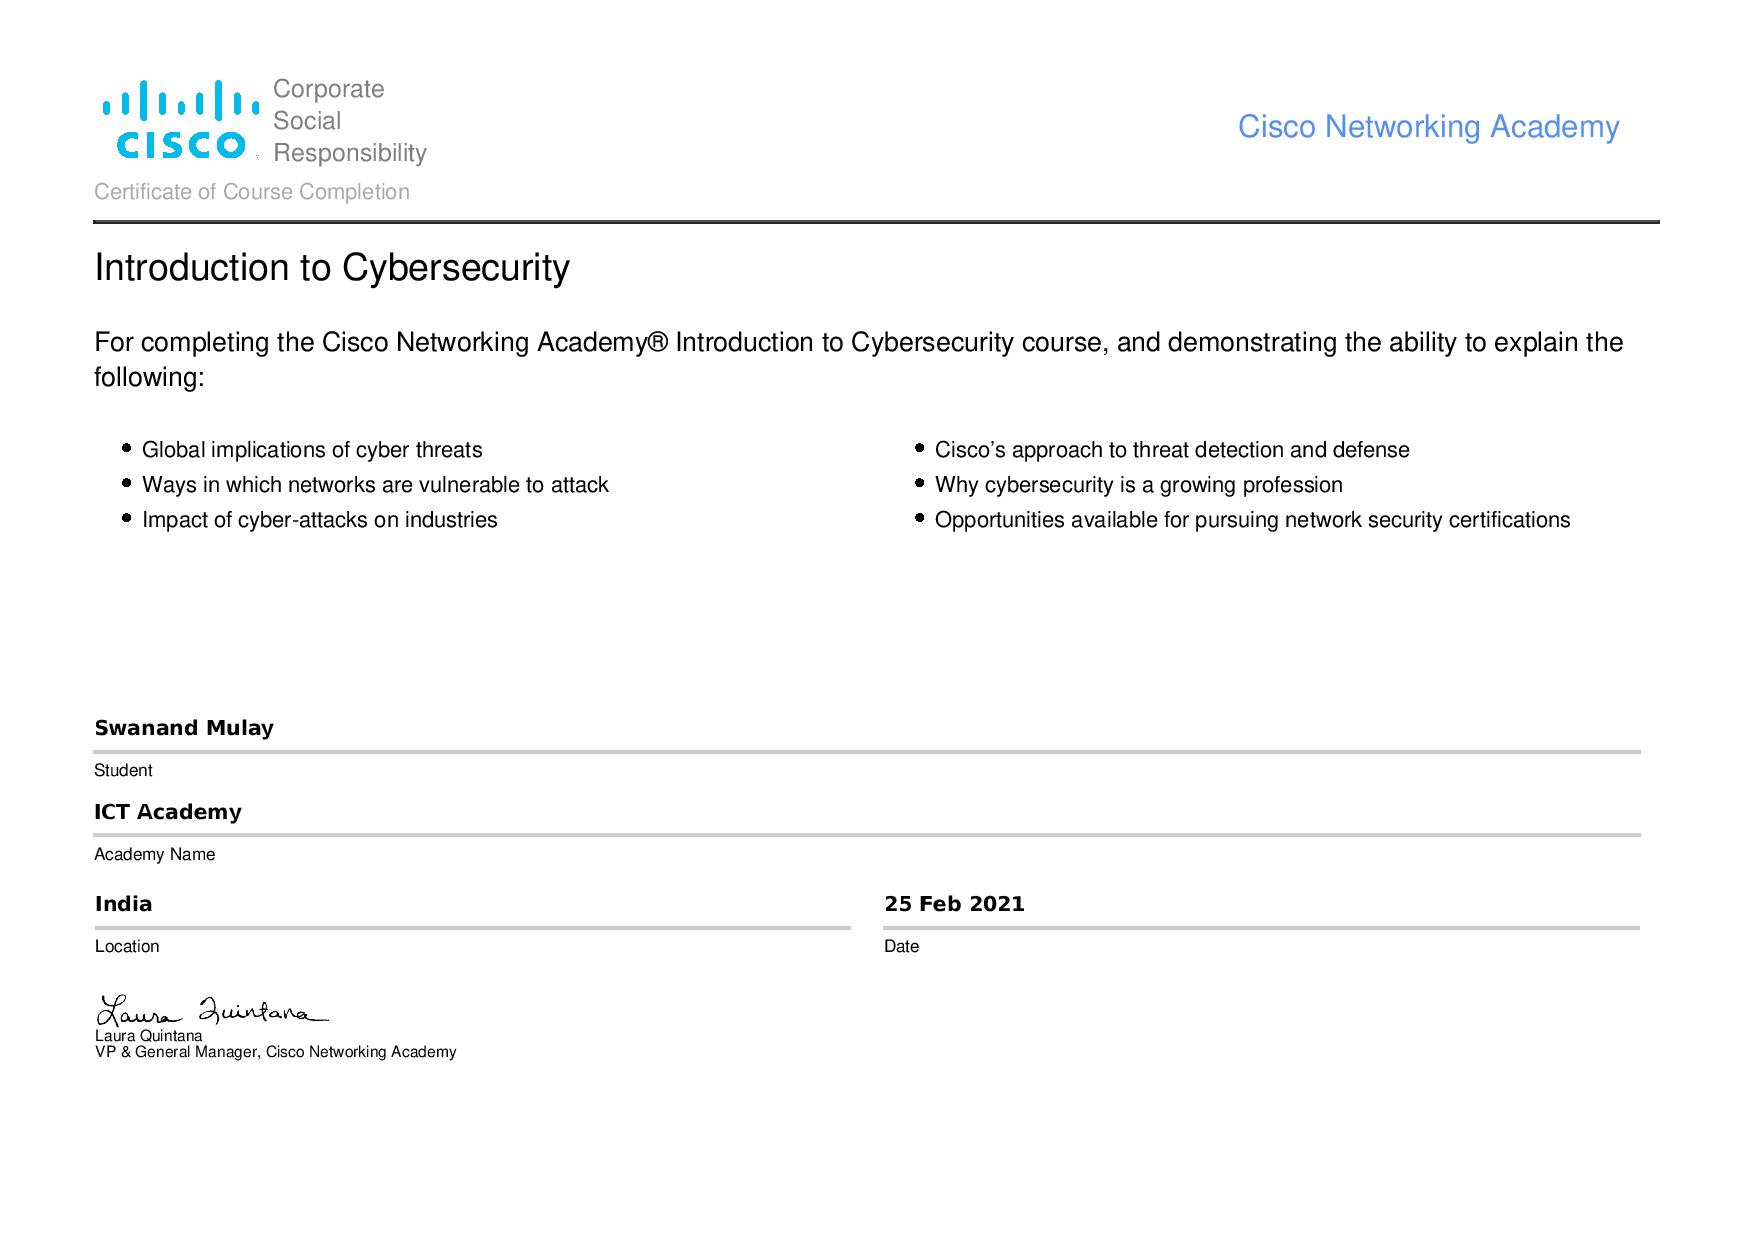 Corporate
Social
Responsibility
CISCO
Cisco Networking Academy
Certificate of Course Completion
Introduction to Cybersecurity
For completing the Cisco Networking Academy® Introduction to Cybersecurity course, and demonstrating the ability to explain the
following:
• Global implications of cyber threats
• Ways in which networks are vulnerable to attack
• Impact of cyber-attacks on industries
• Cisco’s approach to threat detection and defense
• Why cybersecurity is a growing profession
• Opportunities available for pursuing network security certifications
Swanand Mulay
Student
ICT Academy
Academy Name
India
Location
25 Feb 2021
Date
Laura Quintana
Laura Quintana
VP & General Manager, Cisco Networking Academy